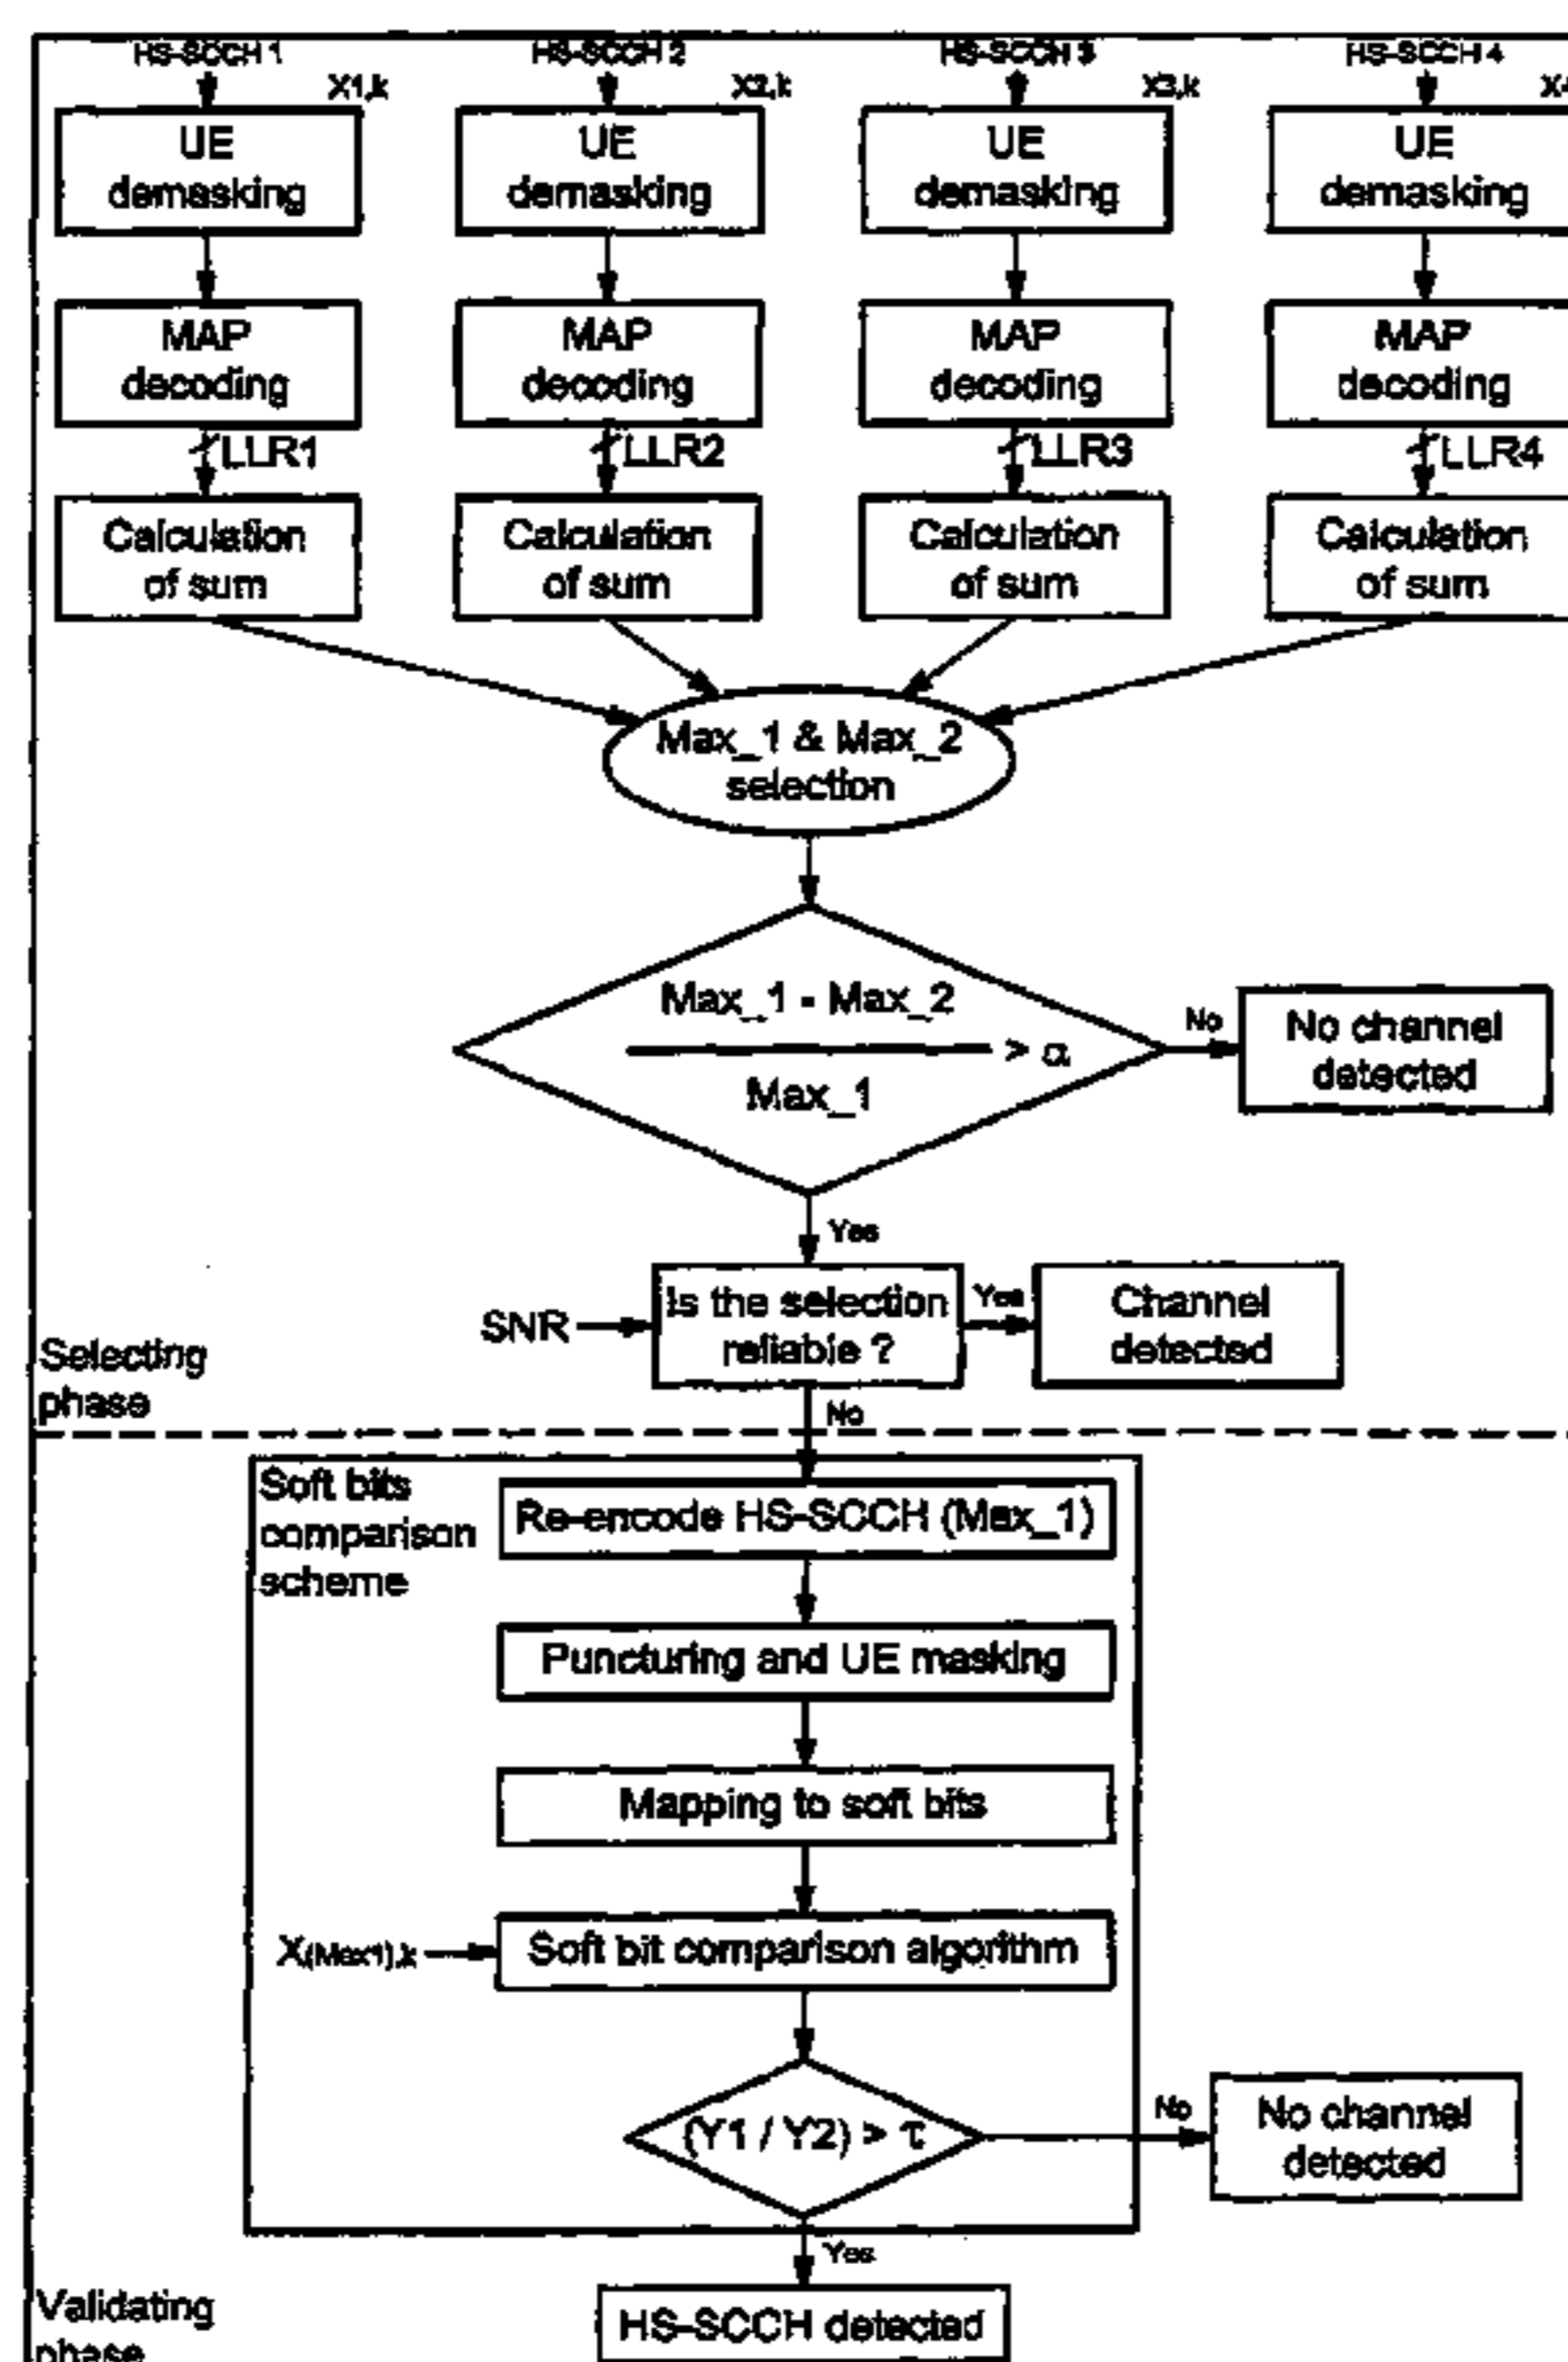 HS-SCCH 1
HS-SCCH 2
HS-SCCH 3
HS-SCCH 4
X1,k
X2,k
X3,k
UE
demasking
UE
demasking
UE
demasking
UE
demasking
MAP
decoding
MAP
decoding
MAP
decoding
MAP
decoding
LLR1
LLR2
LLR3
LLR4
Calculation
of sum
Calculation
of sum
Calculation
of sum
Calculation
of sum
Max_1 & Max_2
selection
Max_1 - Max_2
> α
Max_1
No
No channel
detected
Yes
SNR
Is the selection
reliable ?
Yes
Channel
detected
Selecting
phase
No
Soft bits
comparison
scheme
Re-encode HS-SCCH (Max_1)
Puncturing and UE masking
Mapping to soft bits
X(Max1),k
Soft bit comparison algorithm
(Y1 / Y2) > τ
No
No channel
detected
Yes
HS-SCCH detected
Validating
phase